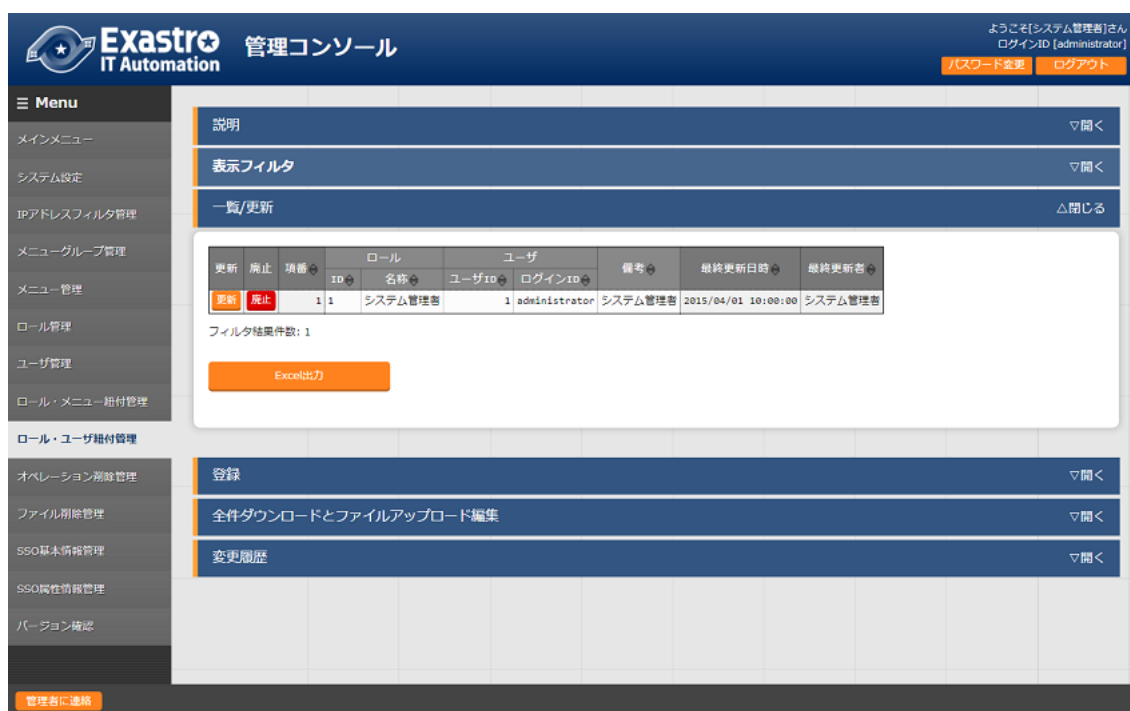 Exastro
IT Automation
管理コンソール
ようこそ[システム管理者]さん
ログインID [administrator]
パスワード変更 ログアウト
☰ Menu
メインメニュー
システム設定
IPアドレスフィルタ管理
メニューグループ管理
メニュー管理
ロール管理
ユーザ管理
ロール・メニュー紐付管理
ロール・ユーザ紐付管理
オペレーション削除管理
ファイル削除管理
SSO基本情報管理
SSO属性情報管理
バージョン確認
説明 ▽開く
表示フィルタ ▽開く
一覧/更新 △閉じる
更新 廃止 項番 ロール ユーザ 備考 最終更新日時 最終更新者
ID 名称 ユーザID ログインID
更新 廃止 1 1 システム管理者 1 administrator システム管理者 2015/04/01 10:00:00 システム管理者
フィルタ結果件数: 1
Excel出力
登録 ▽開く
全件ダウンロードとファイルアップロード編集 ▽開く
変更履歴 ▽開く
管理者に連絡